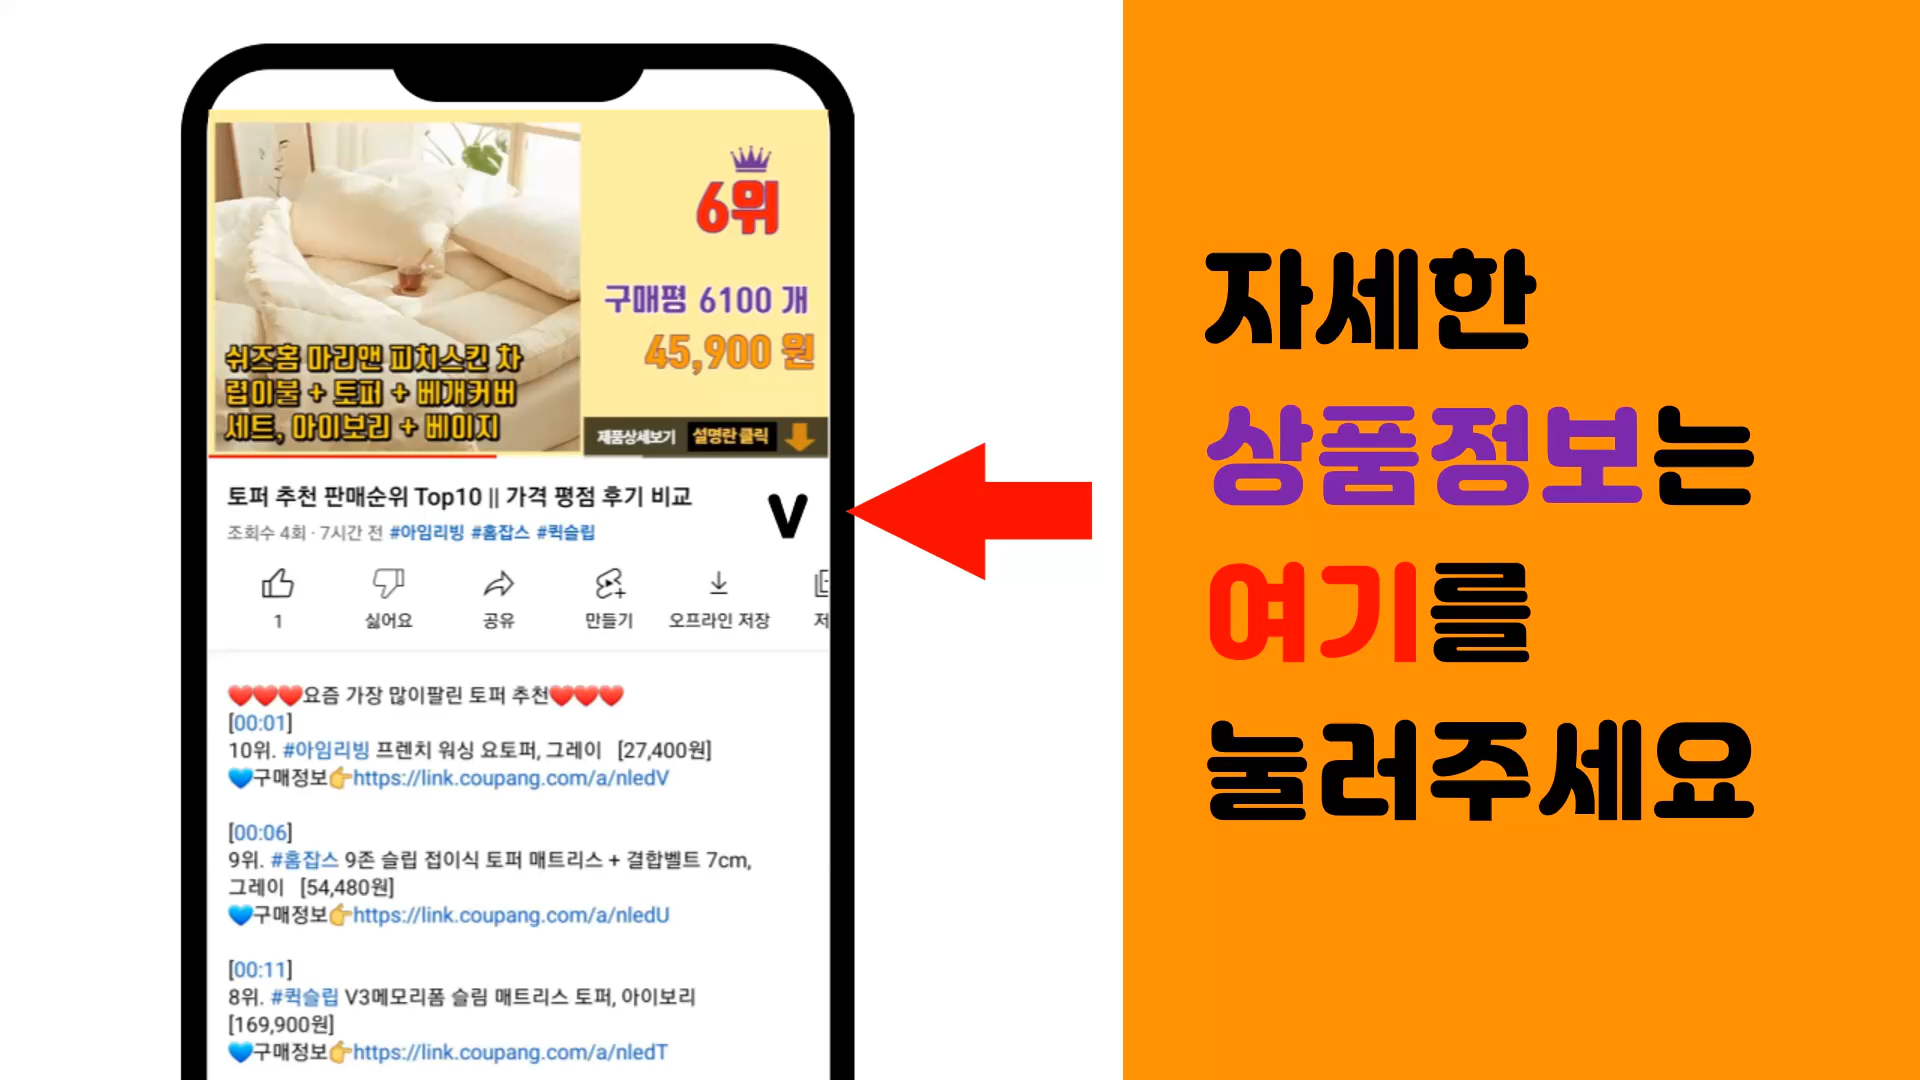 6위
구매평 6100 개
45,900 원
쉬즈홈 마리앤 피치스킨 차
렵이불 + 토퍼 + 베개커버
세트, 아이보리 + 베이지
제품상세보기 설명란 클릭
토퍼 추천 판매순위 Top10 || 가격 평점 후기 비교
V
조회수 4회 · 7시간 전 #아임리빙 #홈잡스 #퀵슬립
1 싫어요 공유 만들기 오프라인 저장 저
❤️❤️❤️요즘 가장 많이팔린 토퍼 추천❤️❤️❤️
[00:01]
10위. #아임리빙 프렌치 워싱 요토퍼, 그레이 [27,400원]
💙구매정보👉https://link.coupang.com/a/nledV
[00:06]
9위. #홈잡스 9존 슬립 접이식 토퍼 매트리스 + 결합벨트 7cm,
그레이 [54,480원]
💙구매정보👉https://link.coupang.com/a/nledU
[00:11]
8위. #퀵슬립 V3메모리폼 슬림 매트리스 토퍼, 아이보리
[169,900원]
💙구매정보👉https://link.coupang.com/a/nledT
자세한
상품정보는
여기를
눌러주세요